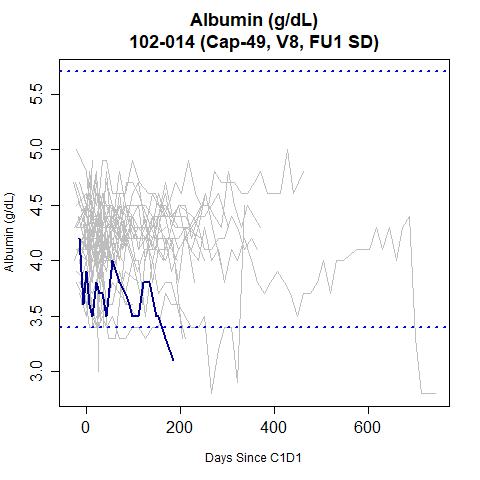 Albumin (g/dL)
102-014 (Cap-49, V8, FU1 SD)
Albumin (g/dL)
5.5
5.0
4.5
4.0
3.5
3.0
0 200 400 600
Days Since C1D1